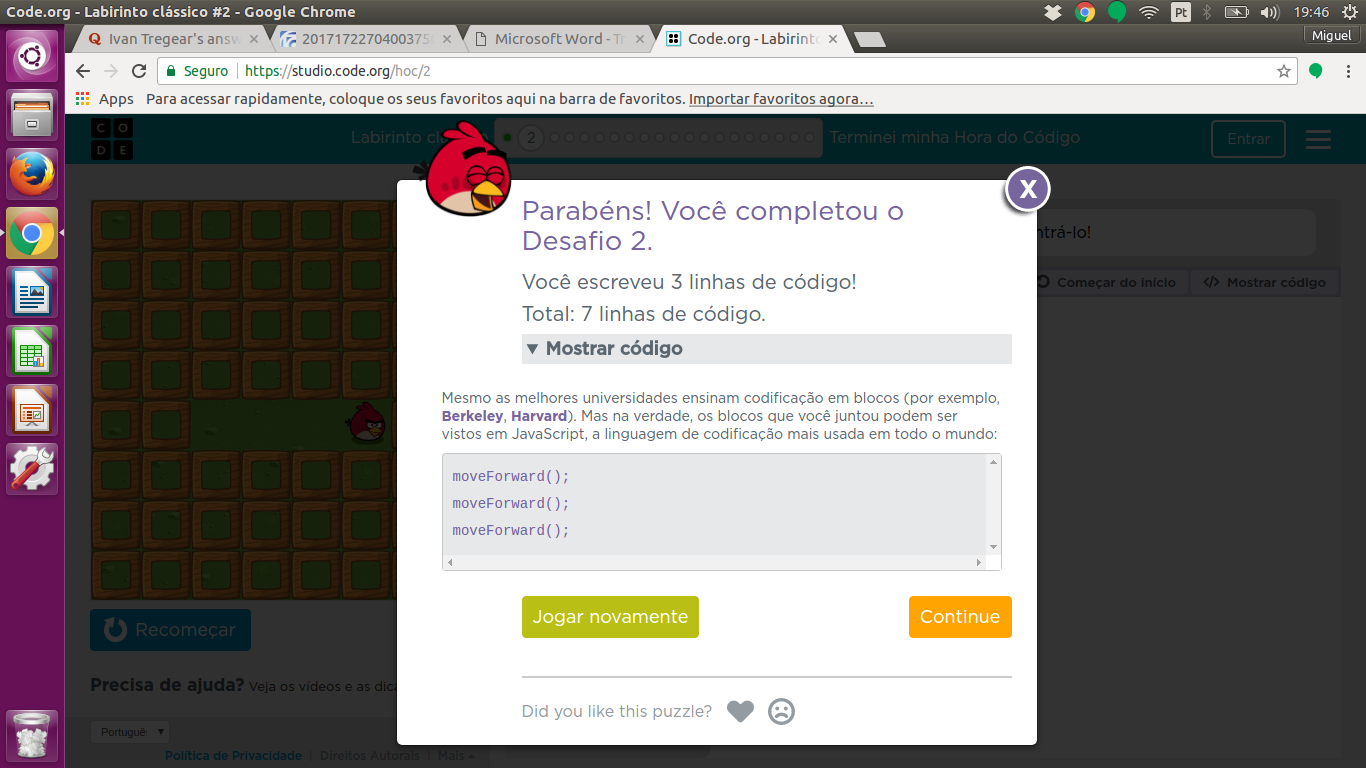 Code.org - Labirinto clássico #2 - Google Chrome
Pt
19:46
Ivan Tregear's answ
2017172270400375
Microsoft Word - Tr
Code.org - Labirinto
Miguel
Seguro
https://studio.code.org/hoc/2
Apps
Para acessar rapidamente, coloque os seus favoritos aqui na barra de favoritos. Importar favoritos agora...
CODE
Labirinto clá
2
Terminei minha Hora do Código
Entrar
X
Parabéns! Você completou o
Desafio 2.
ntrá-lo!
Você escreveu 3 linhas de código!
Começar do início
Mostrar código
Total: 7 linhas de código.
▼ Mostrar código
Mesmo as melhores universidades ensinam codificação em blocos (por exemplo,
Berkeley, Harvard). Mas na verdade, os blocos que você juntou podem ser
vistos em JavaScript, a linguagem de codificação mais usada em todo o mundo:
moveForward();
moveForward();
moveForward();
Jogar novamente
Continue
Recomeçar
Precisa de ajuda? Veja os vídeos e as dica
Did you like this puzzle?
Português
Política de Privacidade | Direitos Autorais | Mais